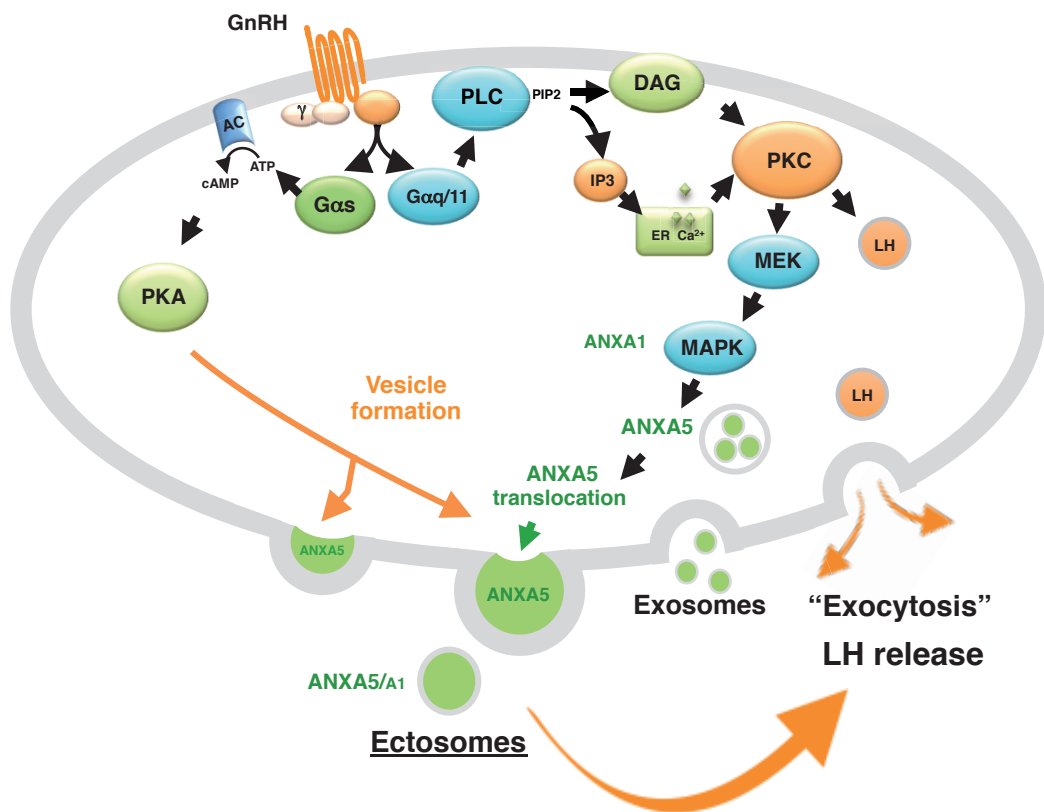 GnRH
AC
γ
PLC
PIP2
DAG
ATP
cAMP
Gαs
Gαq/11
IP3
PKC
ER Ca²⁺
LH
MEK
PKA
ANXA1
MAPK
Vesicle
formation
LH
ANXA5
ANXA5
translocation
ANXA5
ANXA5
Exosomes
“Exocytosis”
LH release
ANXA5/A1
Ectosomes